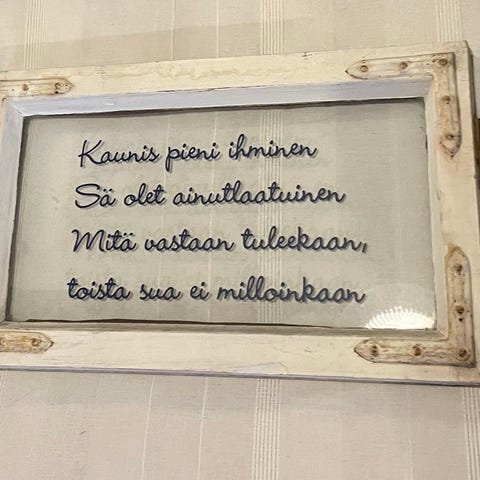 Kaunis pieni ihminen
Sä olet ainutlaatuinen
Mitä vastaan tuleekaan,
toista sua ei milloinkaan